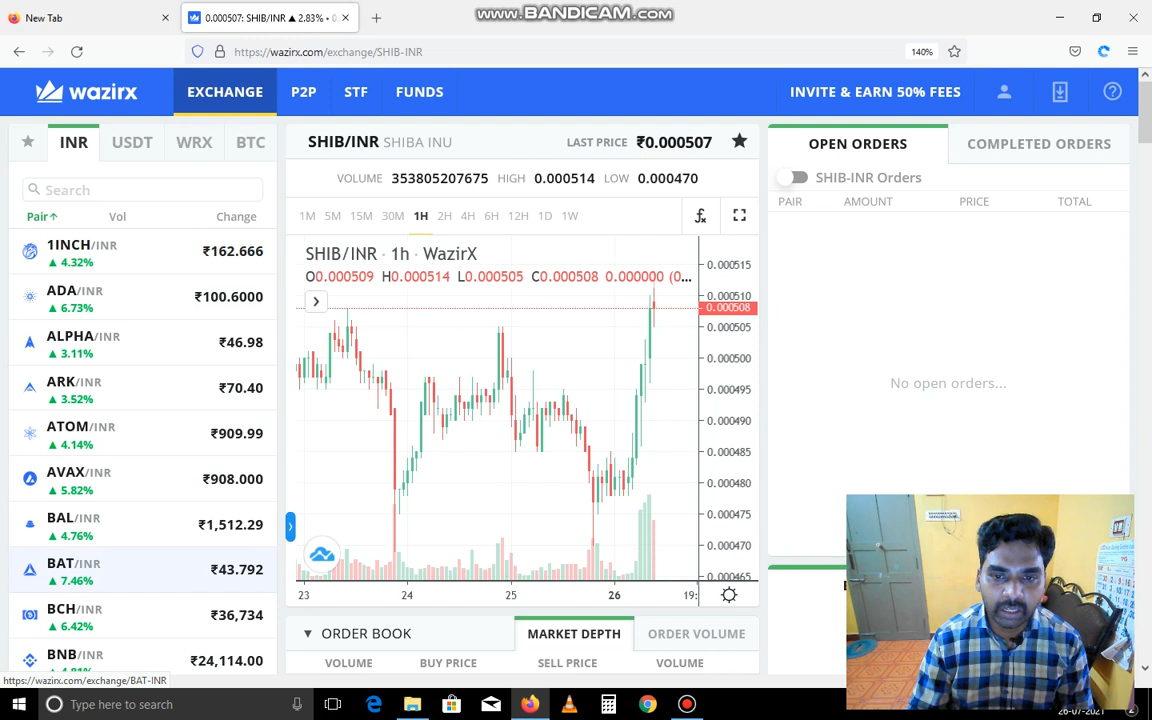 www.BANDICAM.com
New Tab
0.000507: SHIB/INR ▲ 2.83% • 0.
https://wazirx.com/exchange/SHIB-INR
140%
wazirx
EXCHANGE
P2P
STF
FUNDS
INVITE & EARN 50% FEES
INR
USDT
WRX
BTC
Search
Pair↑
Vol
Change
1INCH/INR
₹162.666
▲ 4.32%
ADA/INR
₹100.6000
▲ 6.73%
ALPHA/INR
₹46.98
▲ 3.11%
ARK/INR
₹70.40
▲ 3.52%
ATOM/INR
₹909.99
▲ 4.14%
AVAX/INR
₹908.000
▲ 5.82%
BAL/INR
₹1,512.29
▲ 4.76%
BAT/INR
₹43.792
▲ 7.46%
BCH/INR
₹36,734
▲ 6.42%
BNB/INR
₹24,114.00
https://wazirx.com/exchange/BAT-INR
SHIB/INR SHIBA INU
LAST PRICE ₹0.000507
VOLUME 353805207675 HIGH 0.000514 LOW 0.000470
1M 5M 15M 30M 1H 2H 4H 6H 12H 1D 1W
SHIB/INR · 1h · WazirX
O0.000509 H0.000514 L0.000505 C0.000508 0.000000 (0...
0.000515
0.000510
0.000508
0.000505
0.000500
0.000495
0.000490
0.000485
0.000480
0.000475
0.000470
0.000465
23 24 25 26 19:
▼ ORDER BOOK
MARKET DEPTH
ORDER VOLUME
VOLUME BUY PRICE SELL PRICE VOLUME
OPEN ORDERS
COMPLETED ORDERS
SHIB-INR Orders
PAIR AMOUNT PRICE TOTAL
No open orders...
Type here to search
26-07-2021